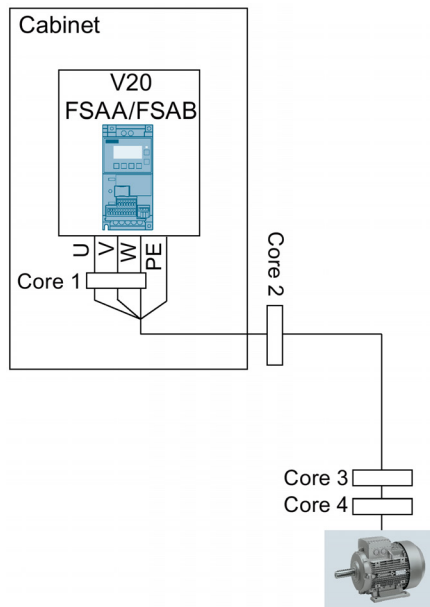 Cabinet
V20
FSAA/FSAB
U
V
W
PE
Core 1
Core 2
Core 3
Core 4